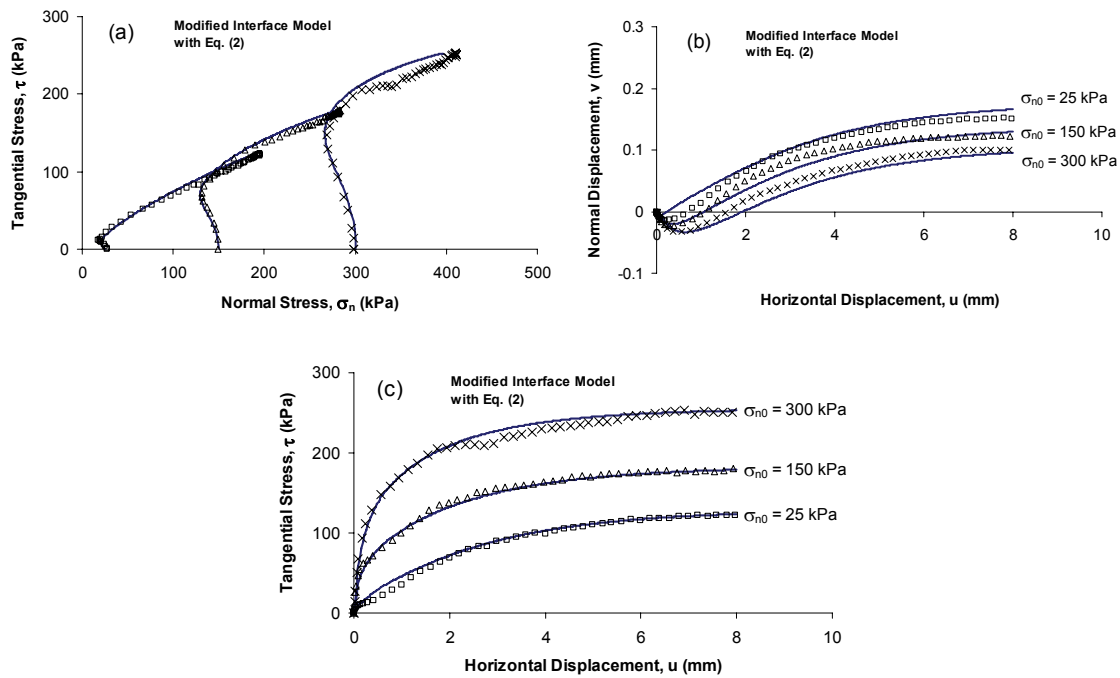 (a)
Modified Interface Model
with Eq. (2)
Tangential Stress, τ (kPa)
300
200
100
0
0 100 200 300 400 500
Normal Stress, σn (kPa)
(b)
Modified Interface Model
with Eq. (2)
Normal Displacement, v (mm)
0.3
0.2
0.1
0
-0.1
0 2 4 6 8 10
σn0 = 25 kPa
σn0 = 150 kPa
σn0 = 300 kPa
Horizontal Displacement, u (mm)
(c)
Modified Interface Model
with Eq. (2)
Tangential Stress, τ (kPa)
300
200
100
0
0 2 4 6 8 10
σn0 = 300 kPa
σn0 = 150 kPa
σn0 = 25 kPa
Horizontal Displacement, u (mm)